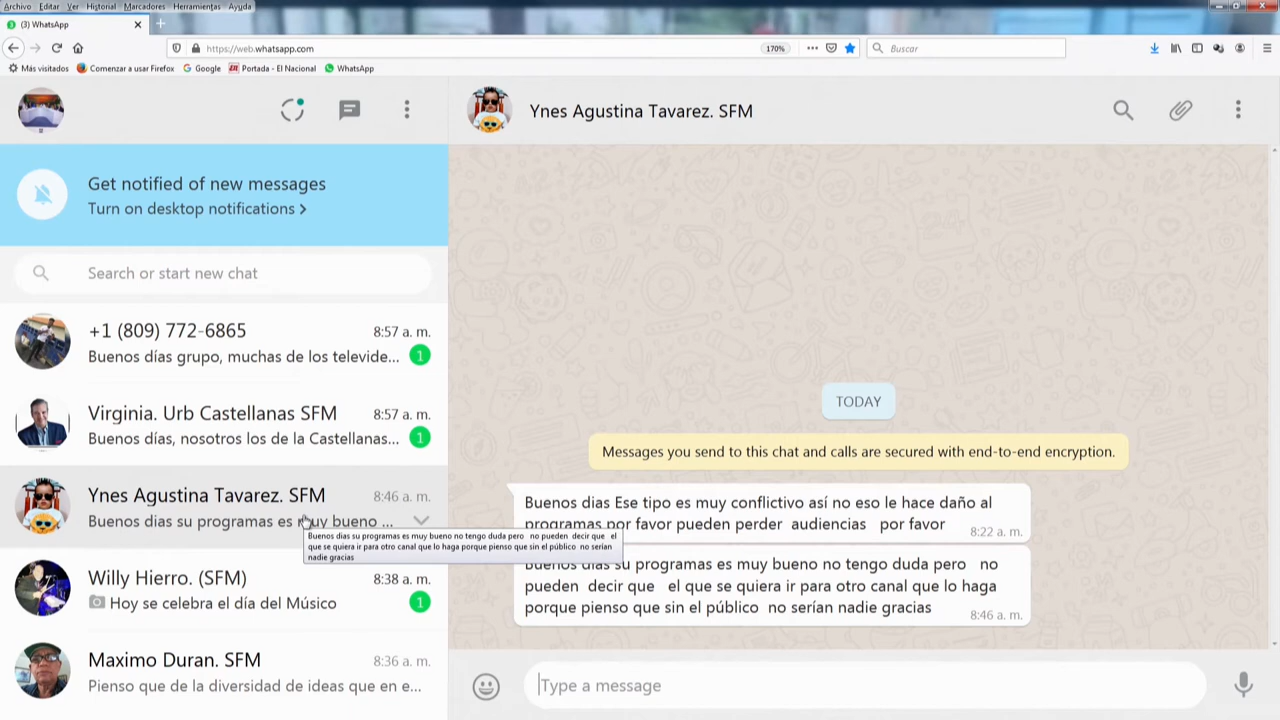 Archivo Editar Ver Historial Marcadores Herramientas Ayuda
(3) WhatsApp
https://web.whatsapp.com
170%
Buscar
Más visitados Comenzar a usar Firefox Google Portada - El Nacional WhatsApp
Get notified of new messages
Turn on desktop notifications >
Search or start new chat
+1 (809) 772-6865 8:57 a. m.
Buenos días grupo, muchas de los televide... 1
Virginia. Urb Castellanas SFM 8:57 a. m.
Buenos días, nosotros los de la Castellanas... 1
Ynes Agustina Tavarez. SFM 8:46 a. m.
Buenos dias su programas es muy bueno ...
Buenos dias su programas es muy bueno no tengo duda pero no pueden decir que el
que se quiera ir para otro canal que lo haga porque pienso que sin el público no serían
nadie gracias
Willy Hierro. (SFM) 8:38 a. m.
Hoy se celebra el día del Músico 1
Maximo Duran. SFM 8:36 a. m.
Pienso que de la diversidad de ideas que en e...
Ynes Agustina Tavarez. SFM
TODAY
Messages you send to this chat and calls are secured with end-to-end encryption.
Buenos dias Ese tipo es muy conflictivo así no eso le hace daño al
programas por favor pueden perder audiencias por favor 8:22 a. m.
Buenos dias su programas es muy bueno no tengo duda pero no
pueden decir que el que se quiera ir para otro canal que lo haga
porque pienso que sin el público no serían nadie gracias 8:46 a. m.
Type a message